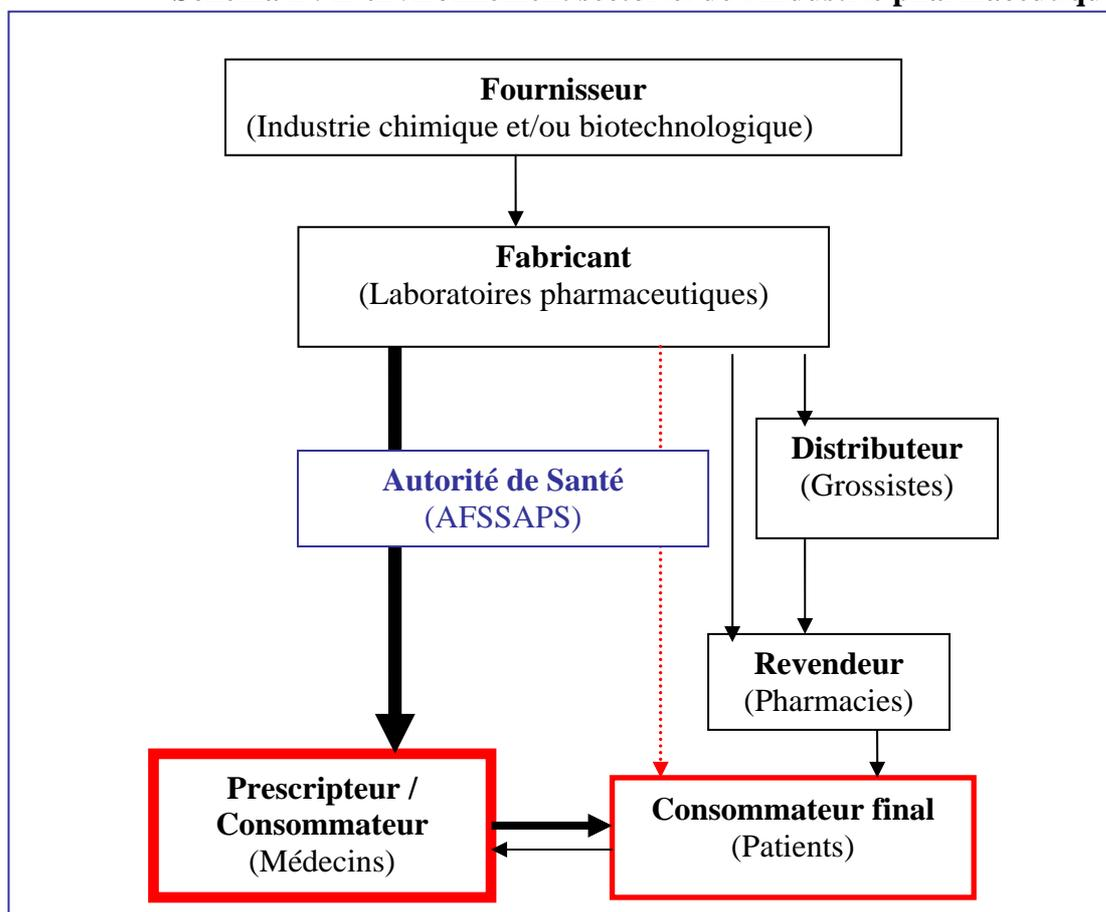 Fournisseur
(Industrie chimique et/ou biotechnologique)
Fabricant
(Laboratoires pharmaceutiques)
Autorité de Santé
(AFSSAPS)
Distributeur
(Grossistes)
Revendeur
(Pharmacies)
Prescripteur /
Consommateur
(Médecins)
Consommateur final
(Patients)